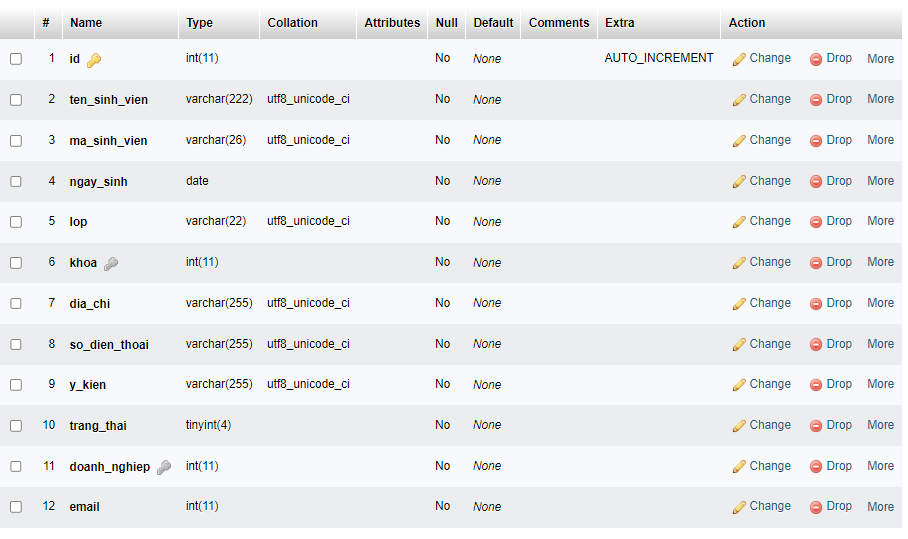 # Name Type Collation Attributes Null Default Comments Extra Action
1 id int(11) No None AUTO_INCREMENT Change Drop More
2 ten_sinh_vien varchar(222) utf8_unicode_ci No None Change Drop More
3 ma_sinh_vien varchar(26) utf8_unicode_ci No None Change Drop More
4 ngay_sinh date No None Change Drop More
5 lop varchar(22) utf8_unicode_ci No None Change Drop More
6 khoa int(11) No None Change Drop More
7 dia_chi varchar(255) utf8_unicode_ci No None Change Drop More
8 so_dien_thoai varchar(255) utf8_unicode_ci No None Change Drop More
9 y_kien varchar(255) utf8_unicode_ci No None Change Drop More
10 trang_thai tinyint(4) No None Change Drop More
11 doanh_nghiep int(11) No None Change Drop More
12 email int(11) No None Change Drop More